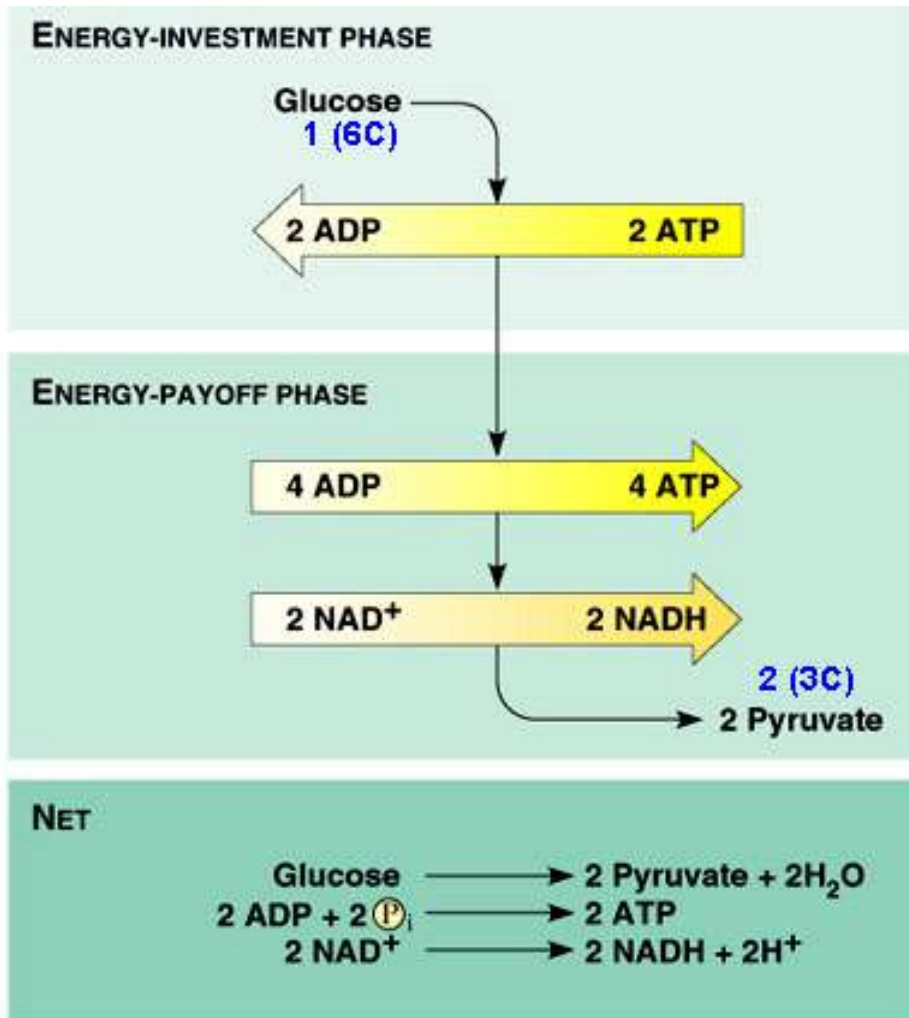 ENERGY-INVESTMENT PHASE
Glucose
1 (6C)
2 ADP 2 ATP
ENERGY-PAYOFF PHASE
4 ADP 4 ATP
2 NAD+ 2 NADH
2 (3C)
2 Pyruvate
NET
Glucose → 2 Pyruvate + 2H₂O
2 ADP + 2 Pi → 2 ATP
2 NAD+ → 2 NADH + 2H+